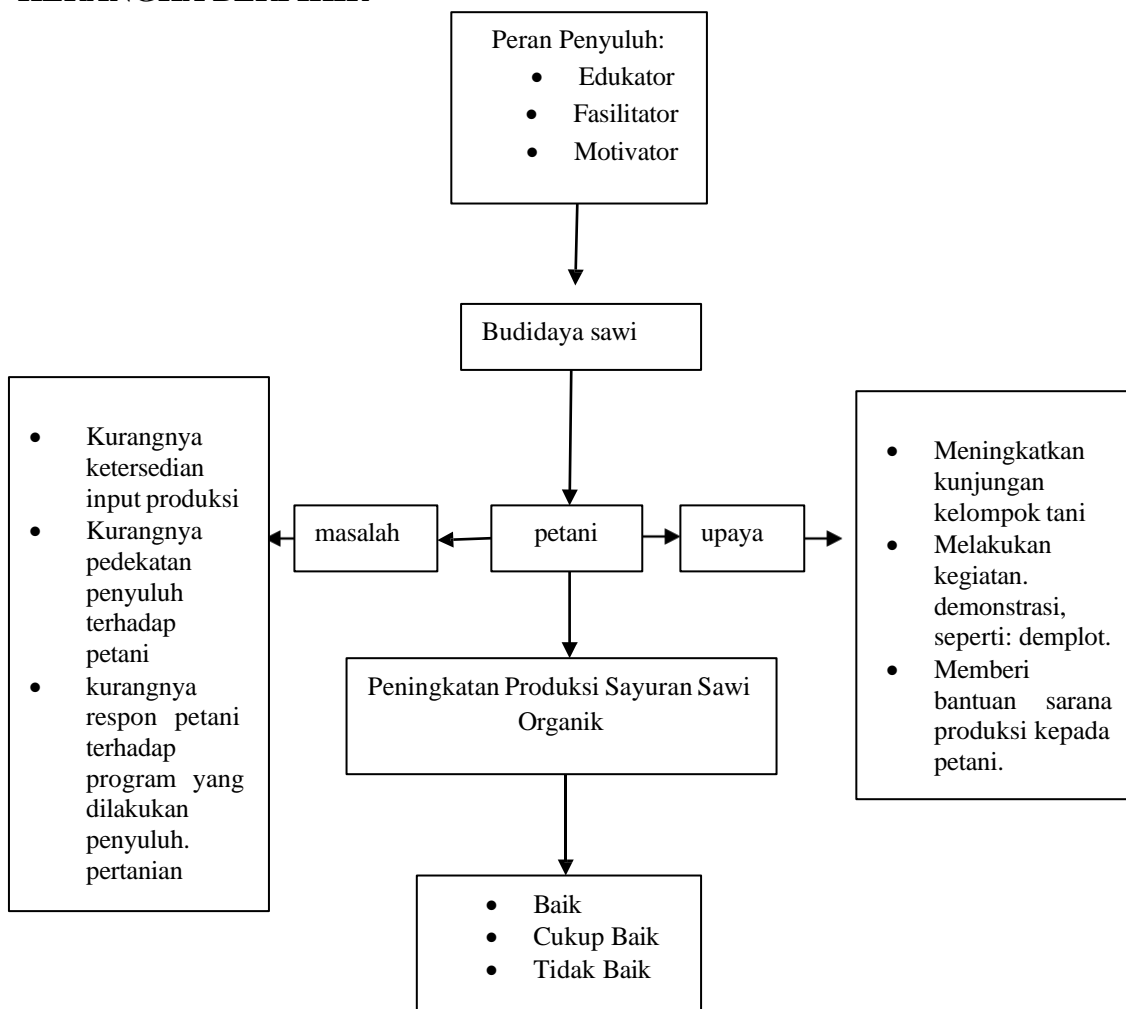 Peran Penyuluh:
• Edukator
• Fasilitator
• Motivator
Budidaya sawi
• Kurangnya
ketersedian
input produksi
• Kurangnya
pedekatan
penyuluh
terhadap
petani
• kurangnya
respon petani
terhadap
program yang
dilakukan
penyuluh.
pertanian
masalah
petani
upaya
• Meningkatkan
kunjungan
kelompok tani
• Melakukan
kegiatan.
demonstrasi,
seperti: demplot.
• Memberi
bantuan sarana
produksi kepada
petani.
Peningkatan Produksi Sayuran Sawi
Organik
• Baik
• Cukup Baik
• Tidak Baik